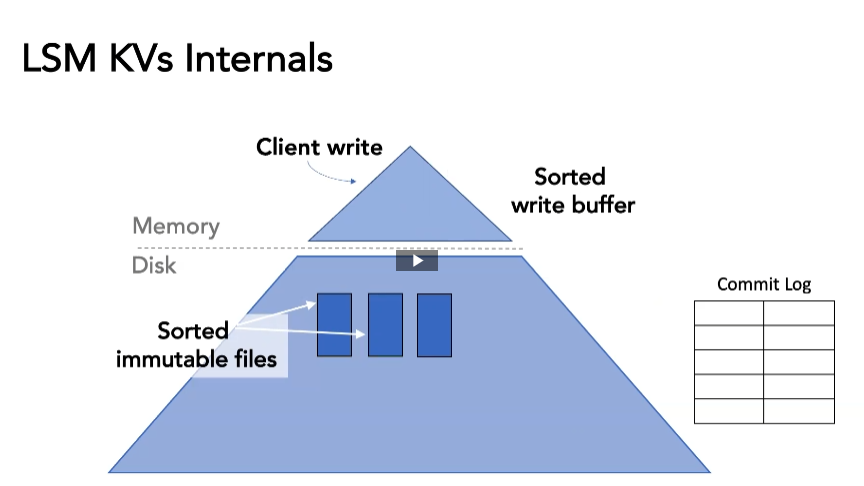 LSM KVs Internals
Client write
Sorted
write buffer
Memory
Disk
Commit Log
Sorted
immutable files